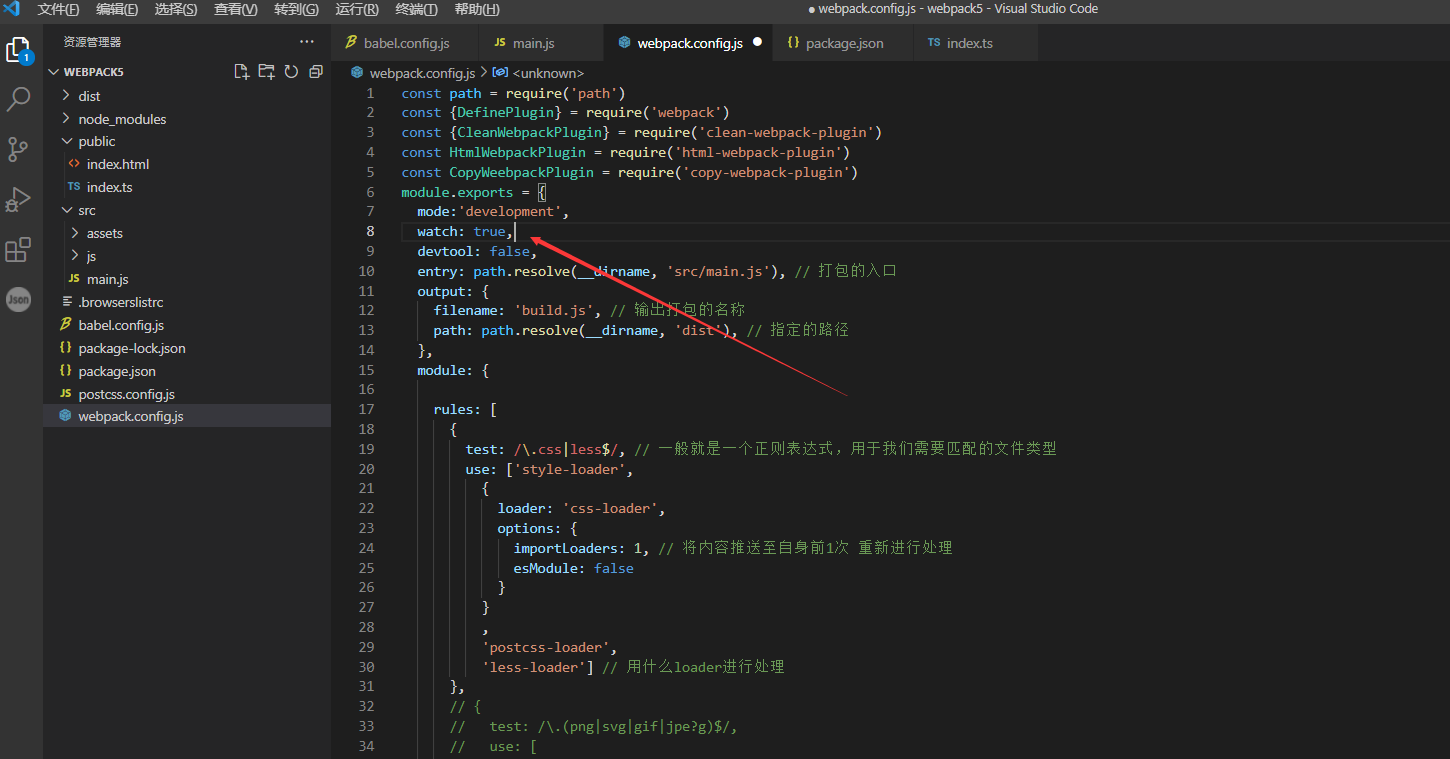 文件(F) 编辑(E) 选择(S) 查看(V) 转到(G) 运行(R) 终端(T) 帮助(H) ● webpack.config.js - webpack5 - Visual Studio Code
资源管理器 ···
1
WEBPACK5
dist
node_modules
public
index.html
TS index.ts
src
assets
js
JS main.js
.browserslistrc
babel.config.js
{} package-lock.json
{} package.json
JS postcss.config.js
webpack.config.js
Json
babel.config.js JS main.js webpack.config.js ● {} package.json TS index.ts
webpack.config.js > <unknown>
1 const path = require('path')
2 const {DefinePlugin} = require('webpack')
3 const {CleanWebpackPlugin} = require('clean-webpack-plugin')
4 const HtmlWebpackPlugin = require('html-webpack-plugin')
5 const CopyWeebpackPlugin = require('copy-webpack-plugin')
6 module.exports = {
7 mode:'development',
8 watch: true,
9 devtool: false,
10 entry: path.resolve(__dirname, 'src/main.js'), // 打包的入口
11 output: {
12 filename: 'build.js', // 输出打包的名称
13 path: path.resolve(__dirname, 'dist'), // 指定的路径
14 },
15 module: {
16
17 rules: [
18 {
19 test: /\.css|less$/, // 一般就是一个正则表达式，用于我们需要匹配的文件类型
20 use: ['style-loader',
21 {
22 loader: 'css-loader',
23 options: {
24 importLoaders: 1, // 将内容推送至自身前1次 重新进行处理
25 esModule: false
26 }
27 }
28 ,
29 'postcss-loader',
30 'less-loader'] // 用什么loader进行处理
31 },
32 // {
33 // test: /\.(png|svg|gif|jpe?g)$/,
34 // use: [